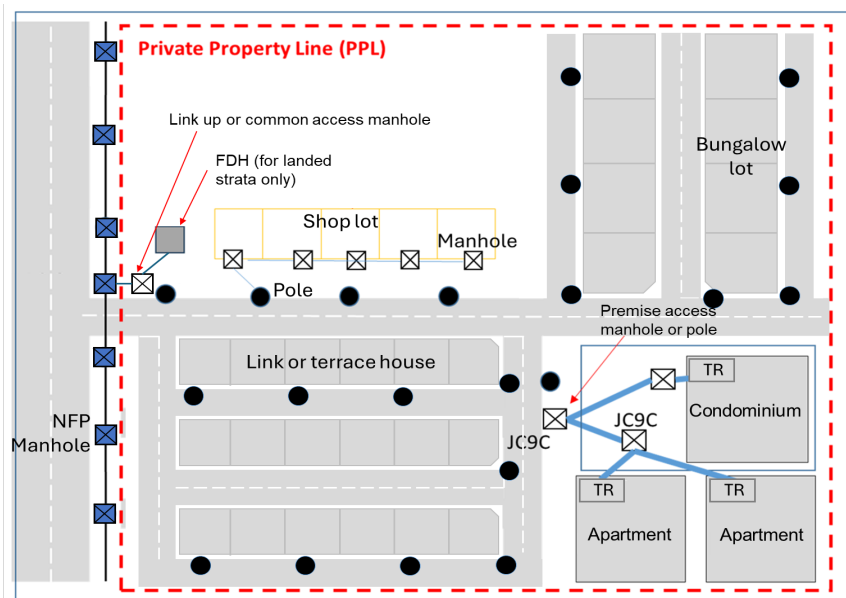 Private Property Line (PPL)
Link up or common access manhole
FDH (for landed
strata only)
Shop lot
Manhole
Pole
Bungalow
lot
Premise access
manhole or pole
Link or terrace house
NFP
Manhole
JC9C
JC9C
TR
Condominium
TR
TR
Apartment
Apartment